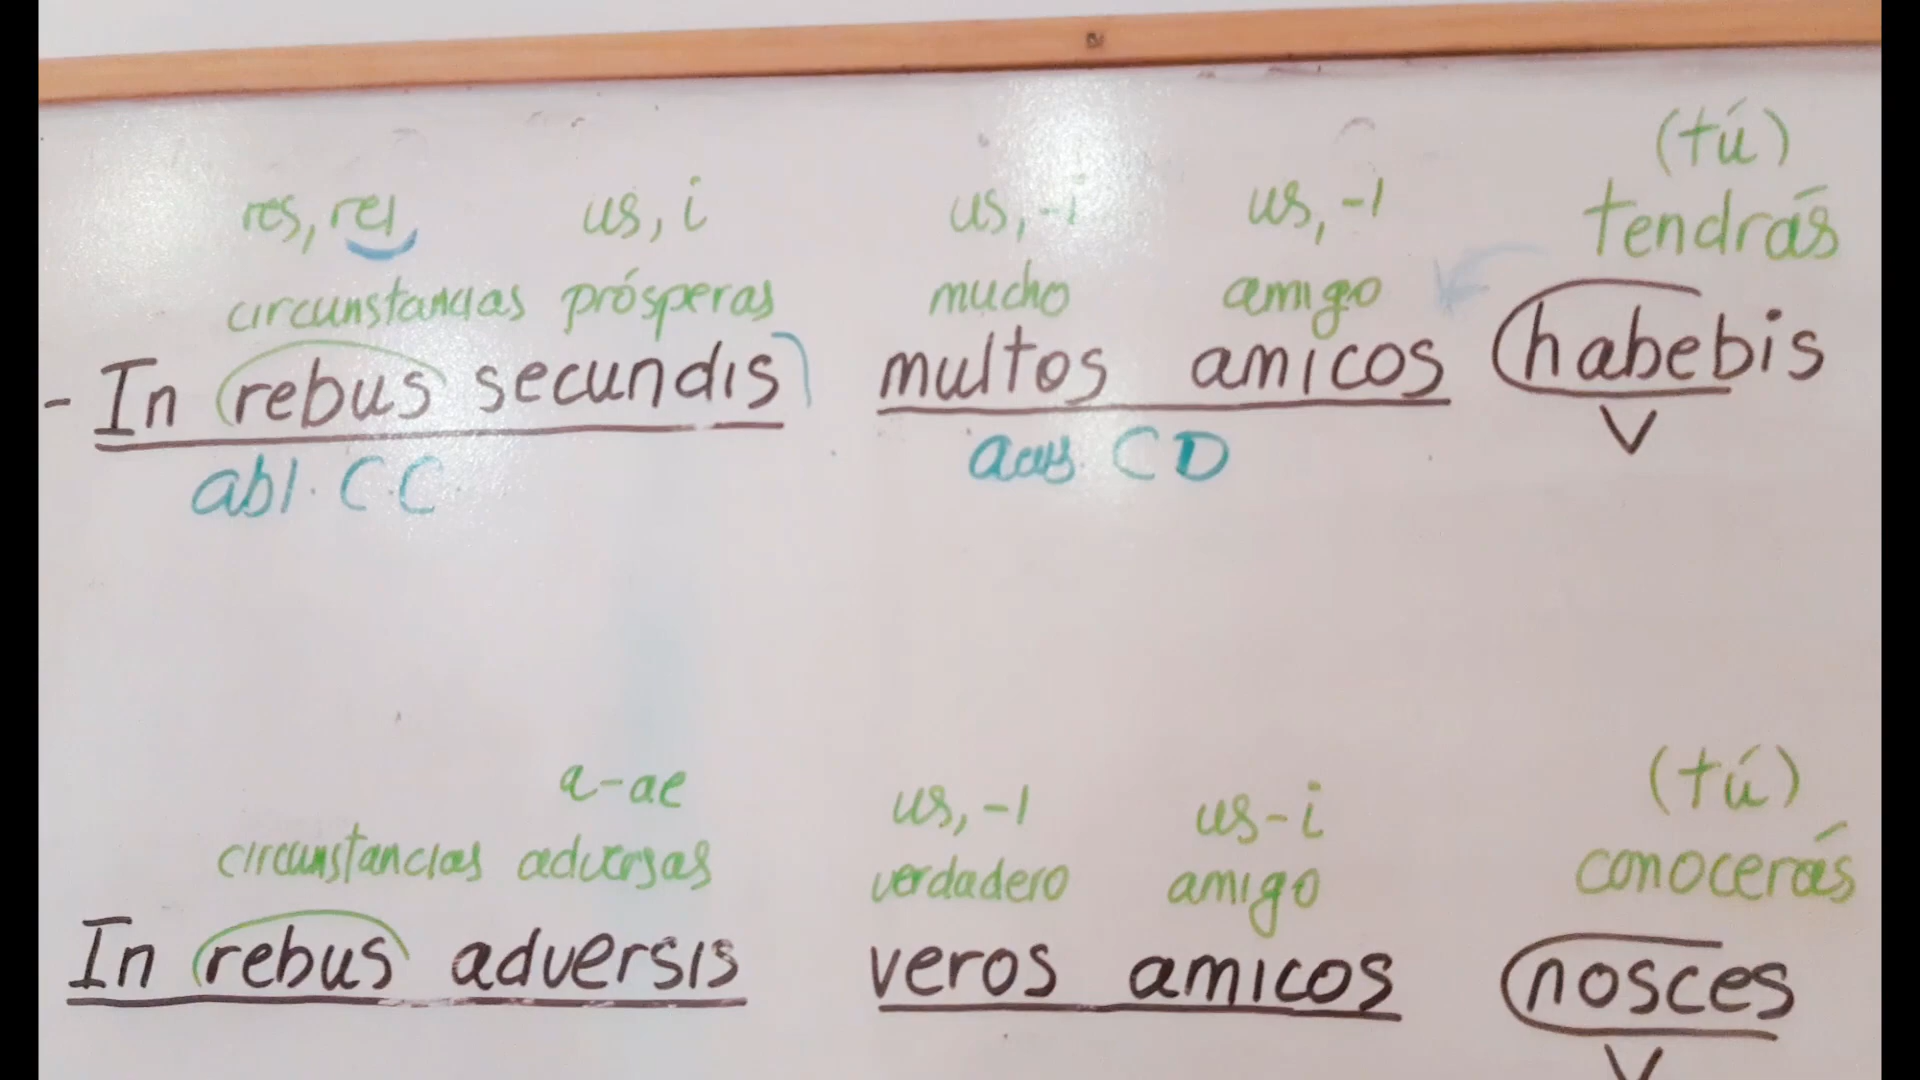 (tú)
res, rei us, i us, -i us, -i tendrás
circunstancias prósperas mucho amigo
- In rebus secundis multos amicos habebis
abl. C.C. acus. CD V
(tú)
a-ae us, -i us-i
circunstancias adversas verdadero amigo conocerás
In rebus adversis veros amicos nosces
V